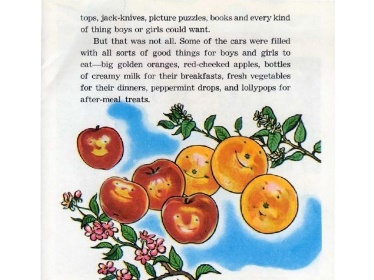 tops, jack-knives, picture puzzles, books and every kind
of thing boys or girls could want.
But that was not all. Some of the cars were filled
with all sorts of good things for boys and girls to
eat—big golden oranges, red-cheeked apples, bottles
of creamy milk for their breakfasts, fresh vegetables
for their dinners, peppermint drops, and lollypops for
after-meal treats.